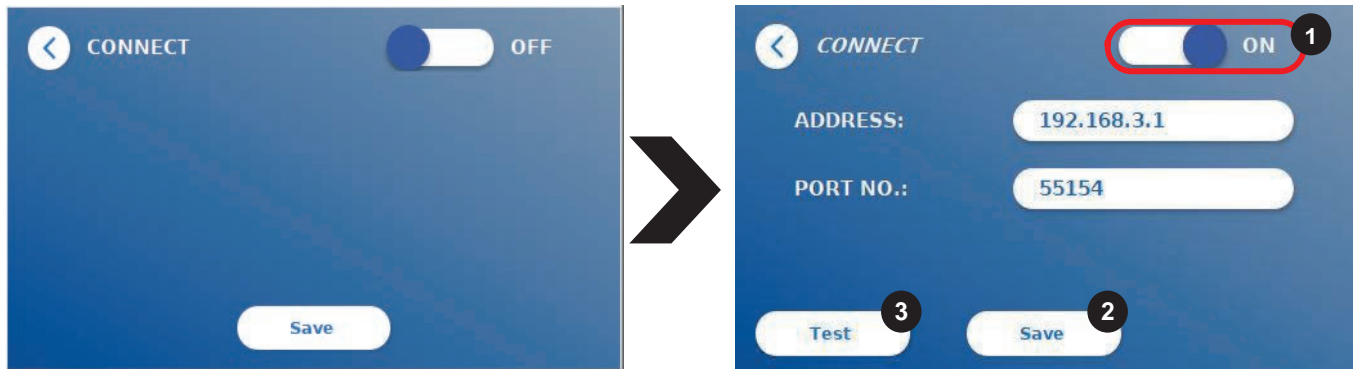 CONNECT OFF
Save
CONNECT ON 1
ADDRESS: 192.168.3.1
PORT NO.: 55154
3 2
Test Save